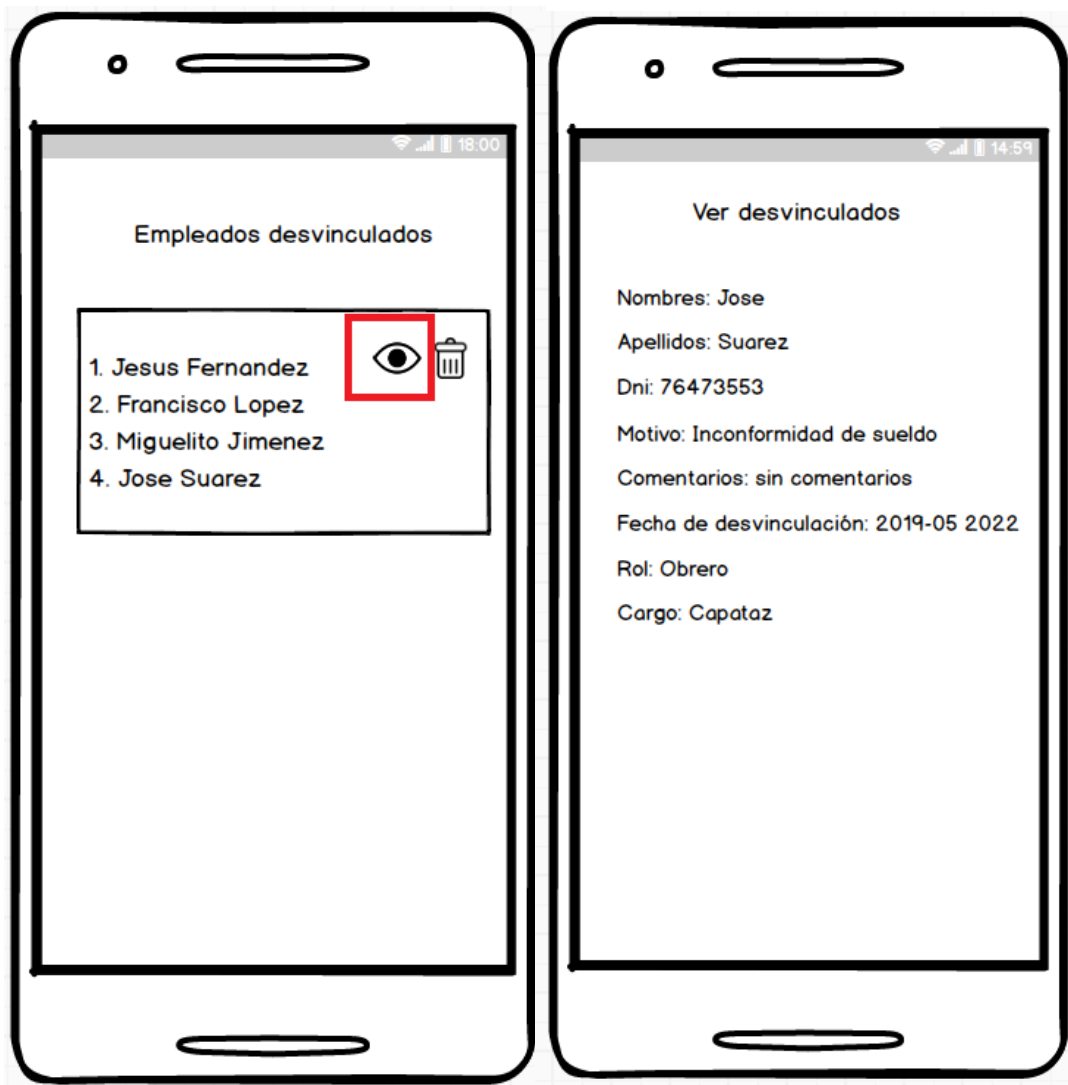 18:00
Empleados desvinculados
1. Jesus Fernandez
2. Francisco Lopez
3. Miguelito Jimenez
4. Jose Suarez
14:59
Ver desvinculados
Nombres: Jose
Apellidos: Suarez
Dni: 76473553
Motivo: Inconformidad de sueldo
Comentarios: sin comentarios
Fecha de desvinculación: 2019-05 2022
Rol: Obrero
Cargo: Capataz